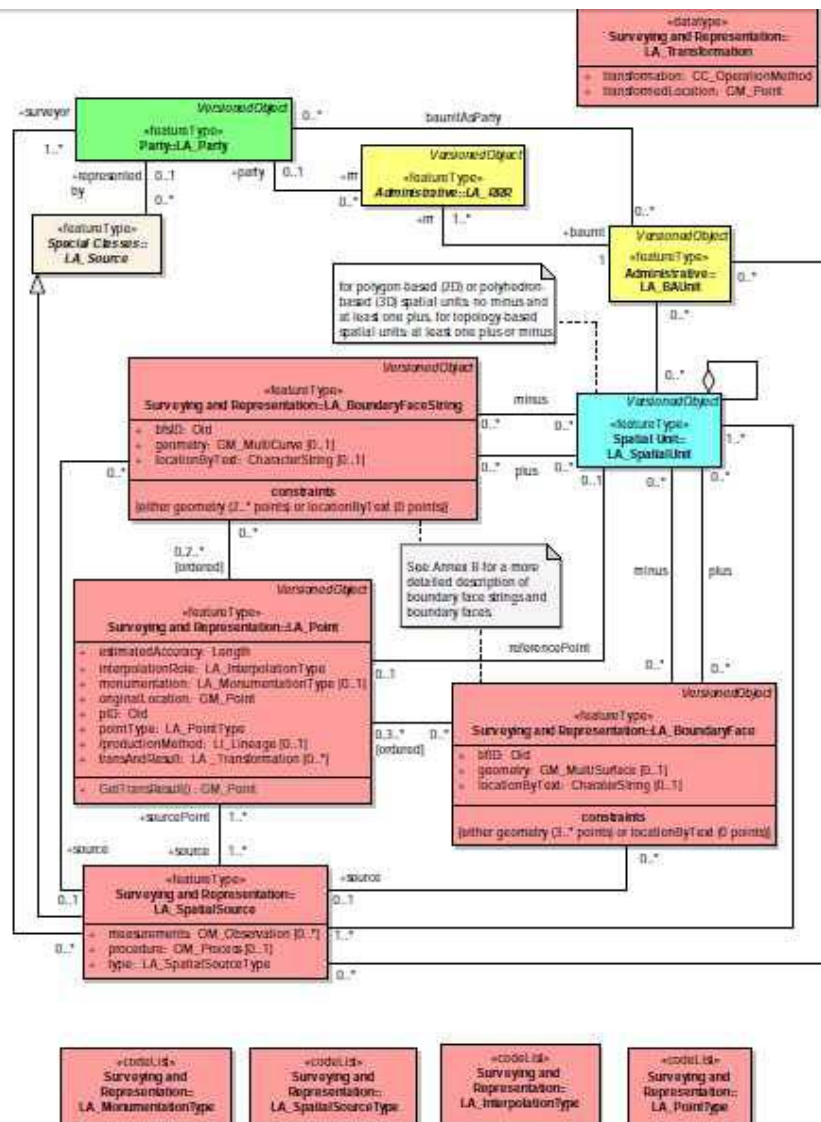 «datatype»
Surveying and Representation::
LA_Transformation
+ transformation: CC_OperationMethod
+ transformedLocation: GM_Point
+surveyor
1..*
VersionedObject
«featureType»
Party::LA_Party
0..*
baunitAsParty
+represented
by
0..1
0..*
+party
0..1
+rrr
0..*
VersionedObject
«featureType»
Administrative::LA_RRR
+rrr
1..*
«featureType»
Special Classes::
LA_Source
+baunit
1
0..*
VersionedObject
«featureType»
Administrative::
LA_BAUnit
0..*
0..*
for polygon-based (2D) or polyhedron-
based (3D) spatial units: no minus and
at least one plus, for topology-based
spatial units: at least one plus or minus
0..*
VersionedObject
«featureType»
Surveying and Representation::LA_BoundaryFaceString
+ bfsID: Oid
+ geometry: GM_MultiCurve [0..1]
+ locationByText: CharacterString [0..1]
constraints
{either geometry (2..* points) or locationByText (0 points)}
minus
0..*
0..*
0..*
plus
0..*
0..1
VersionedObject
«featureType»
Spatial Unit::
LA_SpatialUnit
1..*
0..*
0..*
0..*
0..*
0,2..*
{ordered}
See Annex B for a more
detailed description of
boundary face strings and
boundary faces.
minus
plus
VersionedObject
«featureType»
Surveying and Representation::LA_Point
+ estimatedAccuracy: Length
+ interpolationRole: LA_InterpolationType
+ monumentation: LA_MonumentationType [0..1]
+ originalLocation: GM_Point
+ pID: Oid
+ pointType: LA_PointType
+ /productionMethod: LI_Lineage [0..1]
+ transAndResult: LA_Transformation [0..*]
+ GetTransResult() : GM_Point
referencePoint
0..1
0..*
0..*
0,3..*
{ordered}
0..*
VersionedObject
«featureType»
Surveying and Representation::LA_BoundaryFace
+ bfID: Oid
+ geometry: GM_MultiSurface [0..1]
+ locationByText: CharaterString [0..1]
constraints
{either geometry (3..* points) or locationByText (0 points)}
0..*
+sourcePoint
1..*
+source
+source
1..*
+source
0..1
0..1
«featureType»
Surveying and Representation::
LA_SpatialSource
+ measurements: OM_Observation [0..*]
+ procedure: OM_Process [0..1]
+ type: LA_SpatialSourceType
0..*
1..*
0..*
«codeList»
Surveying and
Representation::
LA_MonumentationType
«codeList»
Surveying and
Representation::
LA_SpatialSourceType
«codeList»
Surveying and
Representation::
LA_InterpolationType
«codeList»
Surveying and
Representation::
LA_PointType